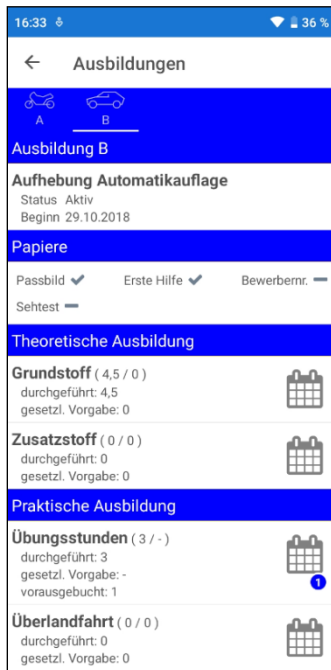 16:33 36 %
Ausbildungen
A B
Ausbildung B
Aufhebung Automatikauflage
Status Aktiv
Beginn 29.10.2018
Papiere
Passbild Erste Hilfe Bewerbernr.
Sehtest
Theoretische Ausbildung
Grundstoff ( 4,5 / 0 )
durchgeführt: 4,5
gesetzl. Vorgabe: 0
Zusatzstoff ( 0 / 0 )
durchgeführt: 0
gesetzl. Vorgabe: 0
Praktische Ausbildung
Übungsstunden ( 3 / - )
durchgeführt: 3
gesetzl. Vorgabe: -
vorausgebucht: 1
1
Überlandfahrt ( 0 / 0 )
durchgeführt: 0
gesetzl. Vorgabe: 0